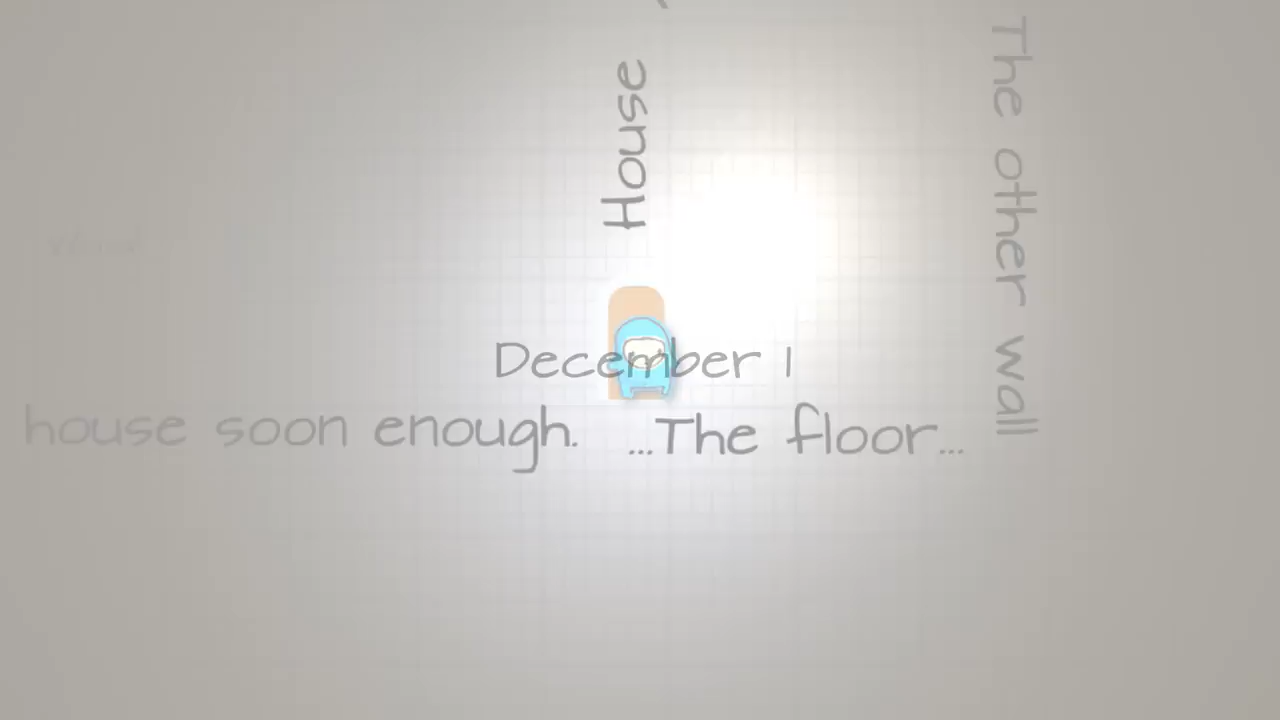 House
The other wall
December 1
house soon enough.
...The floor...